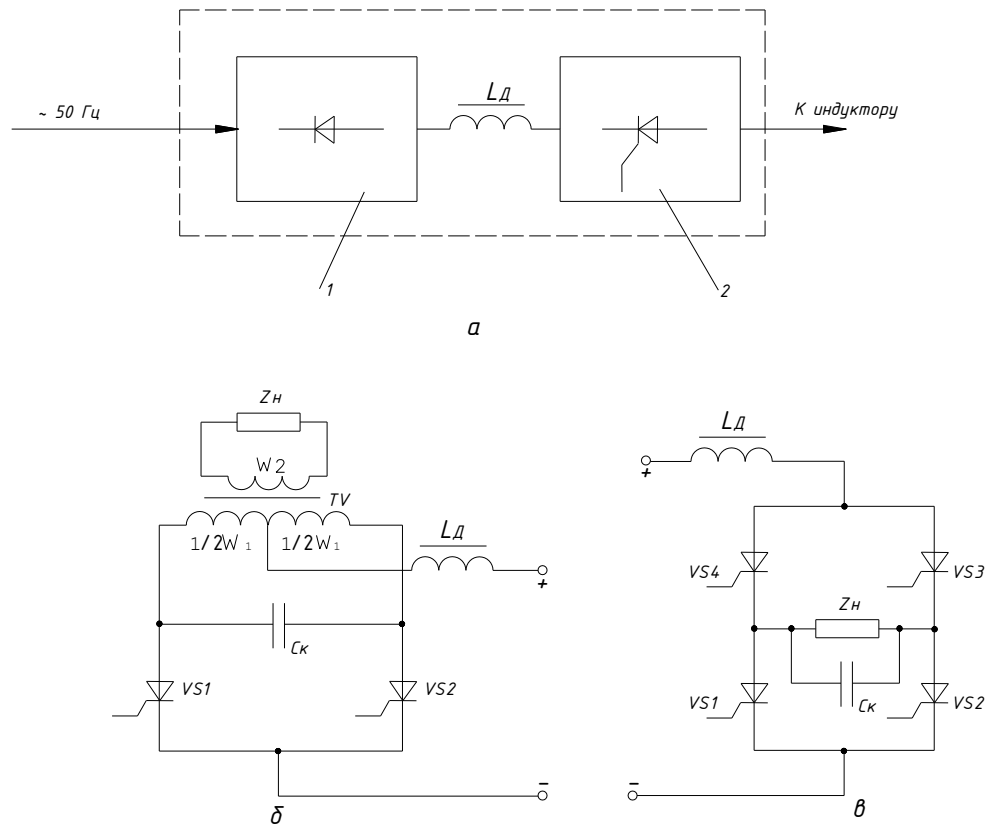 ~ 50 Гц
Lд
К индуктору
1
2
а
Zн
W2
TV
1/2W1
1/2W1
Lд
+
Cк
VS1
VS2
–
б
Lд
+
VS4
VS3
Zн
VS1
Cк
VS2
–
в